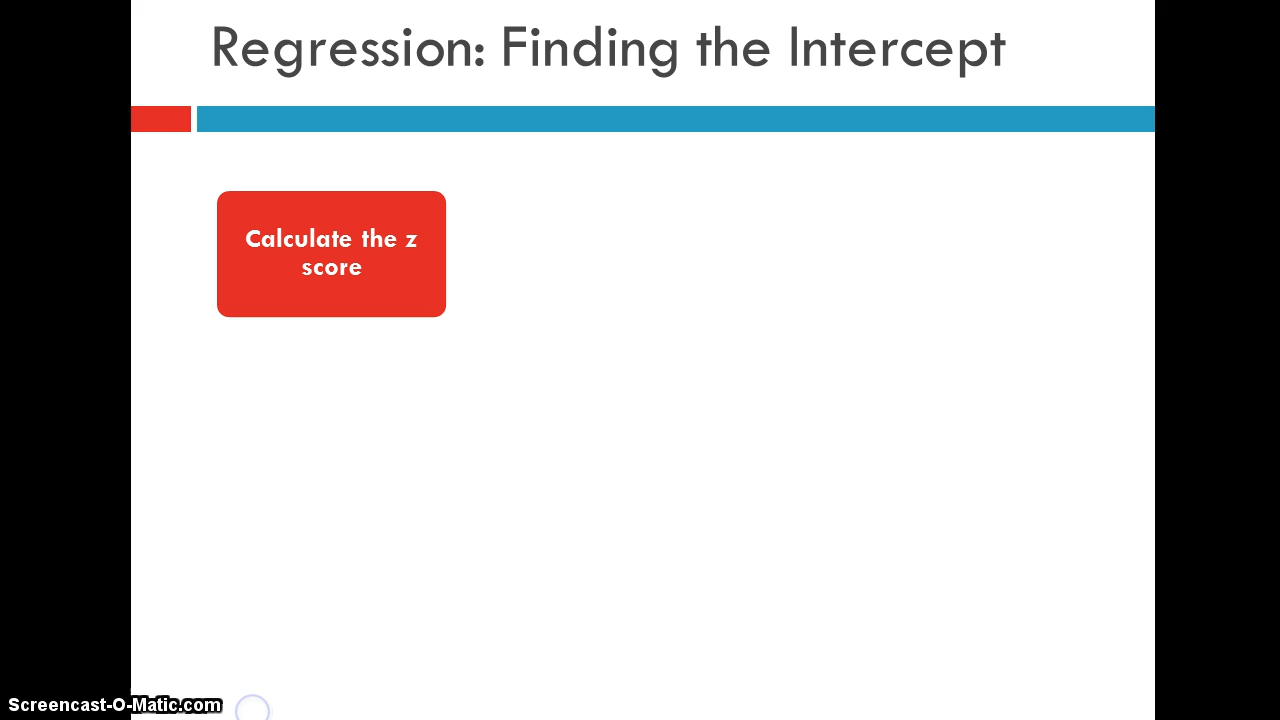 Regression: Finding the Intercept
Calculate the z
score
Screencast-O-Matic.com